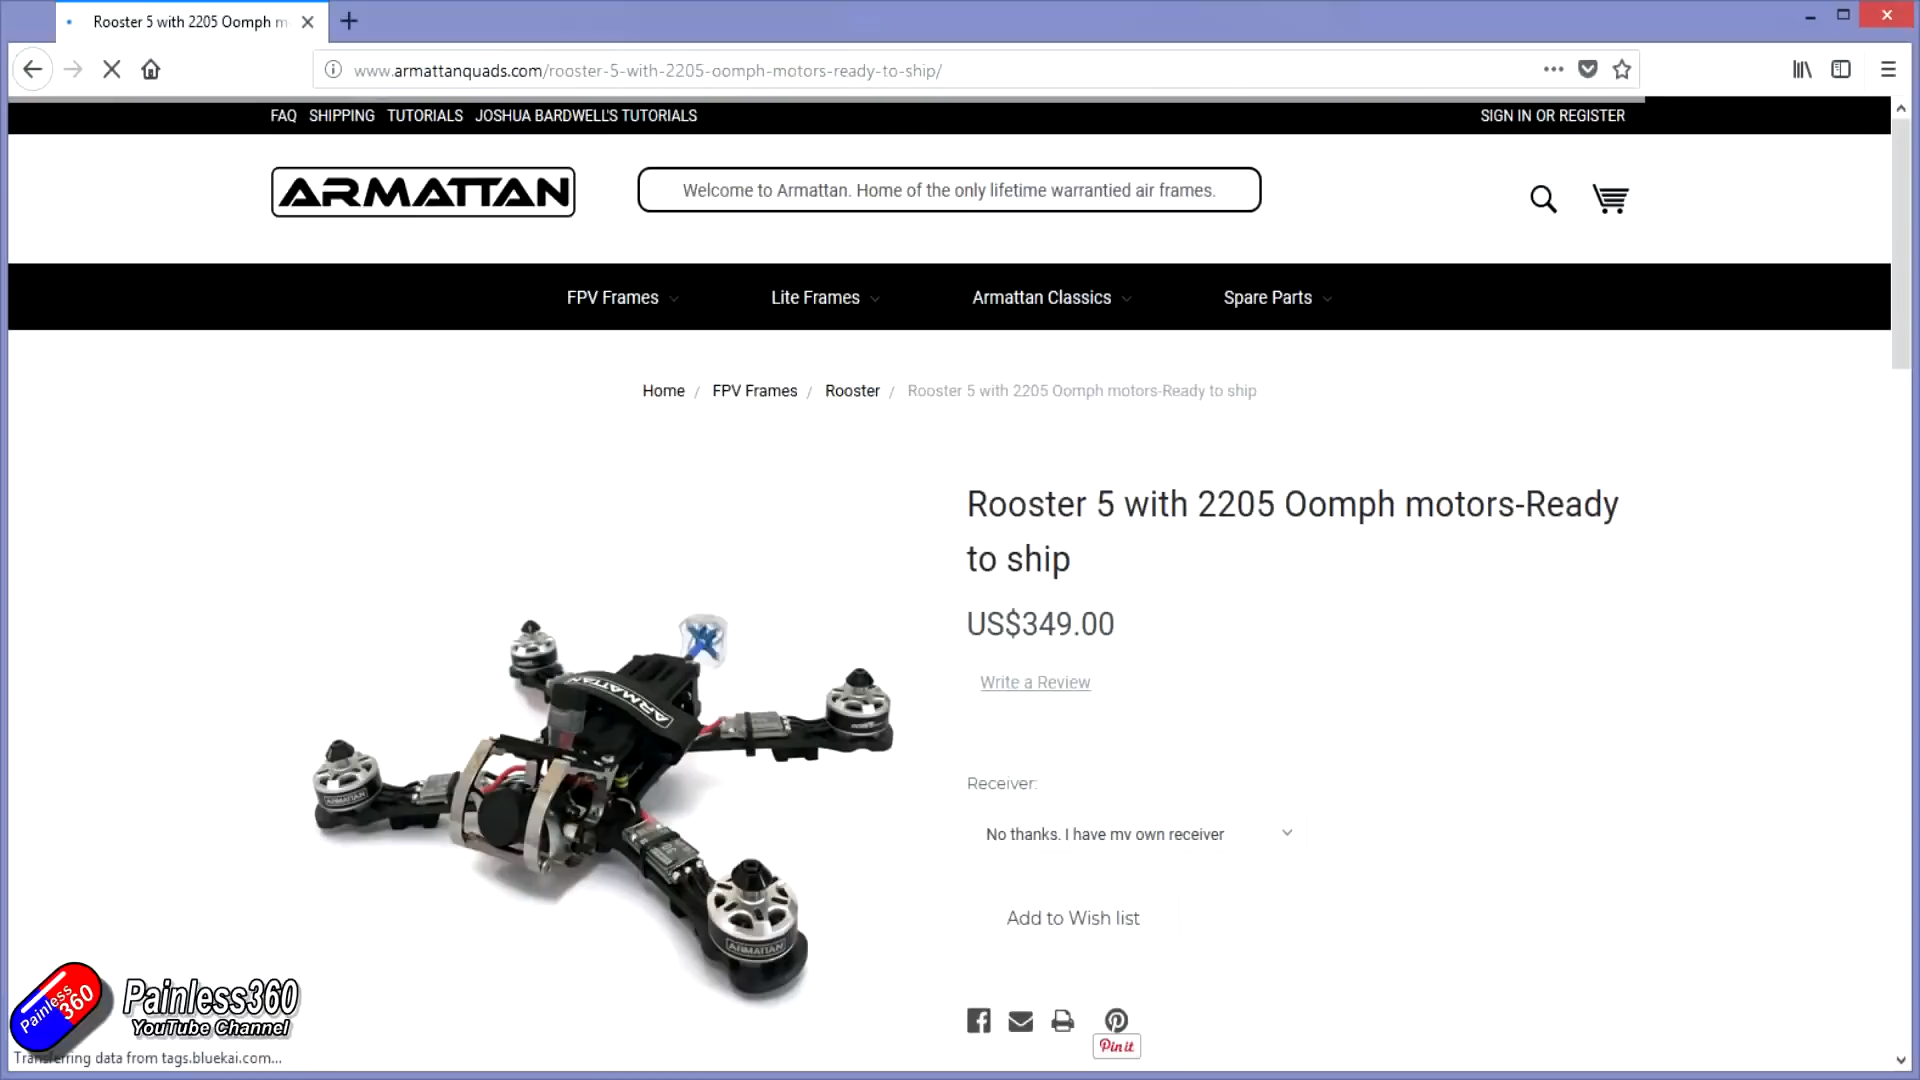 Rooster 5 with 2205 Oomph m
www.armattanquads.com/rooster-5-with-2205-oomph-motors-ready-to-ship/
FAQ SHIPPING TUTORIALS JOSHUA BARDWELL'S TUTORIALS SIGN IN OR REGISTER
ARMATTAN
Welcome to Armattan. Home of the only lifetime warrantied air frames.
FPV Frames Lite Frames Armattan Classics Spare Parts
Home / FPV Frames / Rooster / Rooster 5 with 2205 Oomph motors-Ready to ship
Rooster 5 with 2205 Oomph motors-Ready
to ship
US$349.00
Write a Review
Receiver:
No thanks. I have my own receiver
Add to Wish list
Pin it
ARMATTAN
ARMATTAN
ARMATTAN
Painless
360
Painless360
YouTube Channel
Transferring data from tags.bluekai.com...